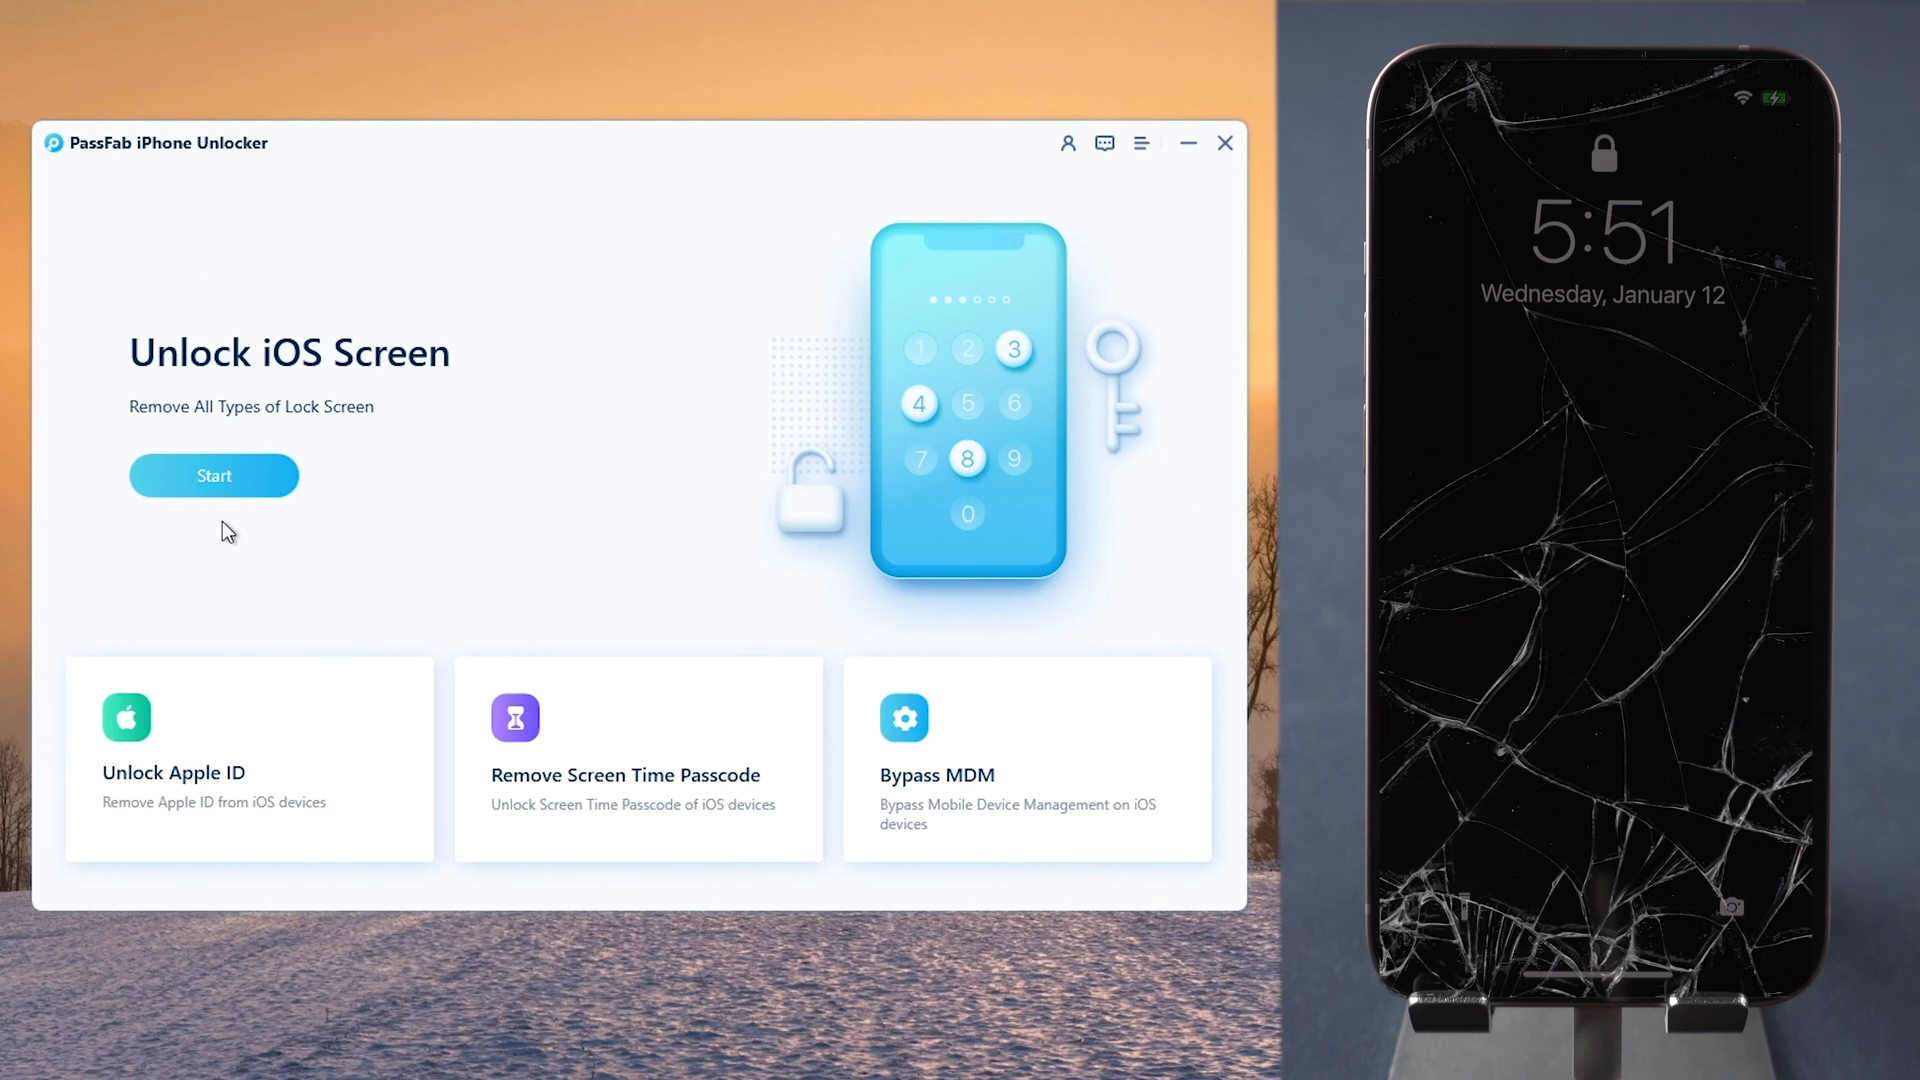 PassFab iPhone Unlocker
Unlock iOS Screen
Remove All Types of Lock Screen
Start
1 2 3
4 5 6
7 8 9
0
Unlock Apple ID
Remove Apple ID from iOS devices
Remove Screen Time Passcode
Unlock Screen Time Passcode of iOS devices
Bypass MDM
Bypass Mobile Device Management on iOS
devices
5:51
Wednesday, January 12